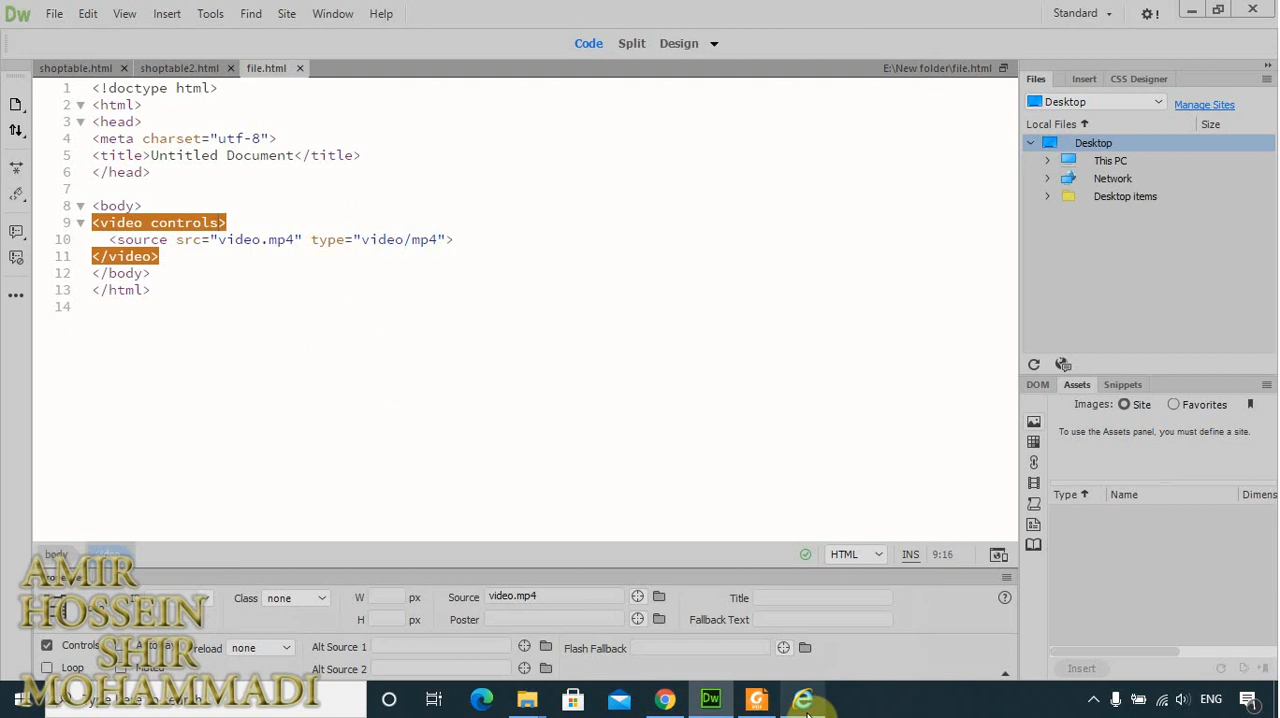 Dw File Edit View Insert Tools Find Site Window Help Standard
Code Split Design
shoptable.html shoptable2.html file.html E:\New folder\file.html
1 <!doctype html>
2 <html>
3 <head>
4 <meta charset="utf-8">
5 <title>Untitled Document</title>
6 </head>
7
8 <body>
9 <video controls>
10 <source src="video.mp4" type="video/mp4">
11 </video>
12 </body>
13 </html>
14
Files Insert CSS Designer
Desktop Manage Sites
Local Files Size
Desktop
This PC
Network
Desktop items
DOM Assets Snippets
Images: Site Favorites
To use the Assets panel, you must define a site.
Type Name Dimens
Insert
body HTML INS 9:16
Class none W px Source video.mp4 Title
H px Poster Fallback Text
Controls Preload none Alt Source 1 Flash Fallback
Loop Muted Alt Source 2
AMIR
HOSSEIN
SHIR
MOHAMMADI
Dw ENG 1